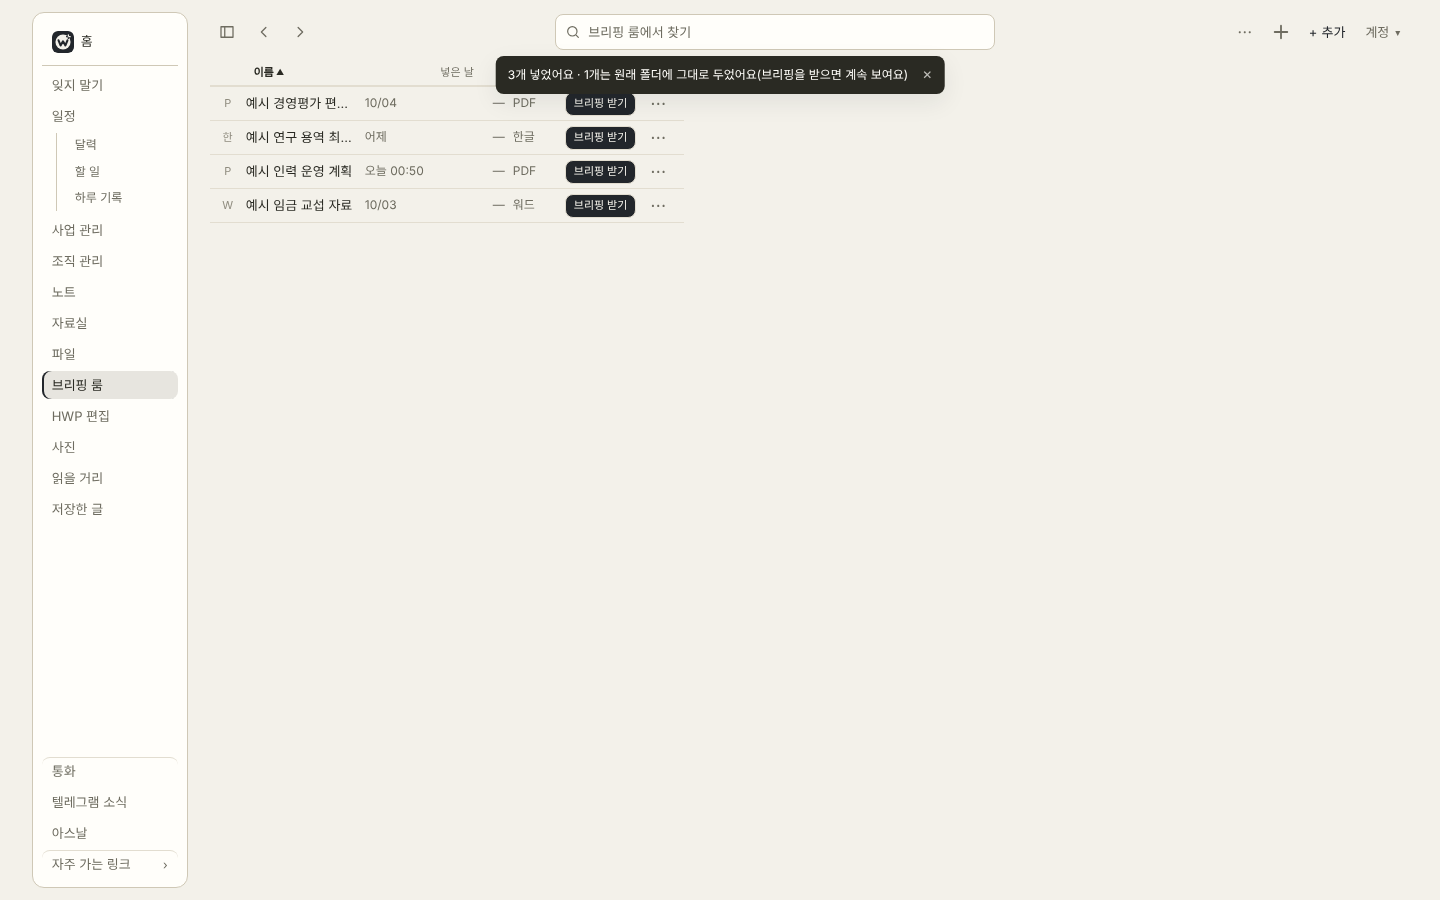 홈
잊지 말기
일정
달력
할 일
하루 기록
사업 관리
조직 관리
노트
자료실
파일
브리핑 룸
HWP 편집
사진
읽을 거리
저장한 글
통화
텔레그램 소식
아스날
자주 가는 링크 ›
브리핑 룸에서 찾기
··· + 추가 계정 ▾
3개 넣었어요 · 1개는 원래 폴더에 그대로 두었어요(브리핑을 받으면 계속 보여요) ×
이름 ▲ 넣은 날
P 예시 경영평가 편... 10/04 — PDF 브리핑 받기 ···
한 예시 연구 용역 최... 어제 — 한글 브리핑 받기 ···
P 예시 인력 운영 계획 오늘 00:50 — PDF 브리핑 받기 ···
W 예시 임금 교섭 자료 10/03 — 워드 브리핑 받기 ···